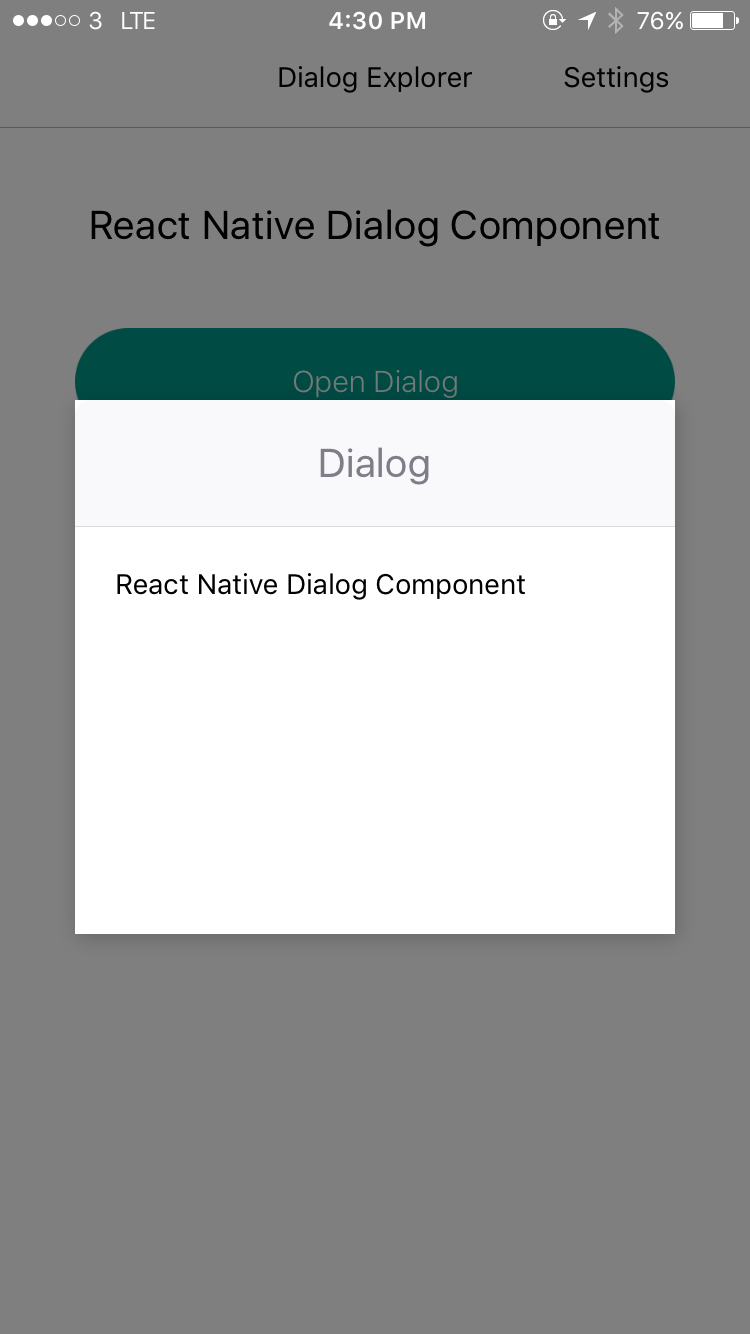 3 LTE 4:30 PM 76%
Dialog Explorer Settings
React Native Dialog Component
Open Dialog
Dialog
React Native Dialog Component